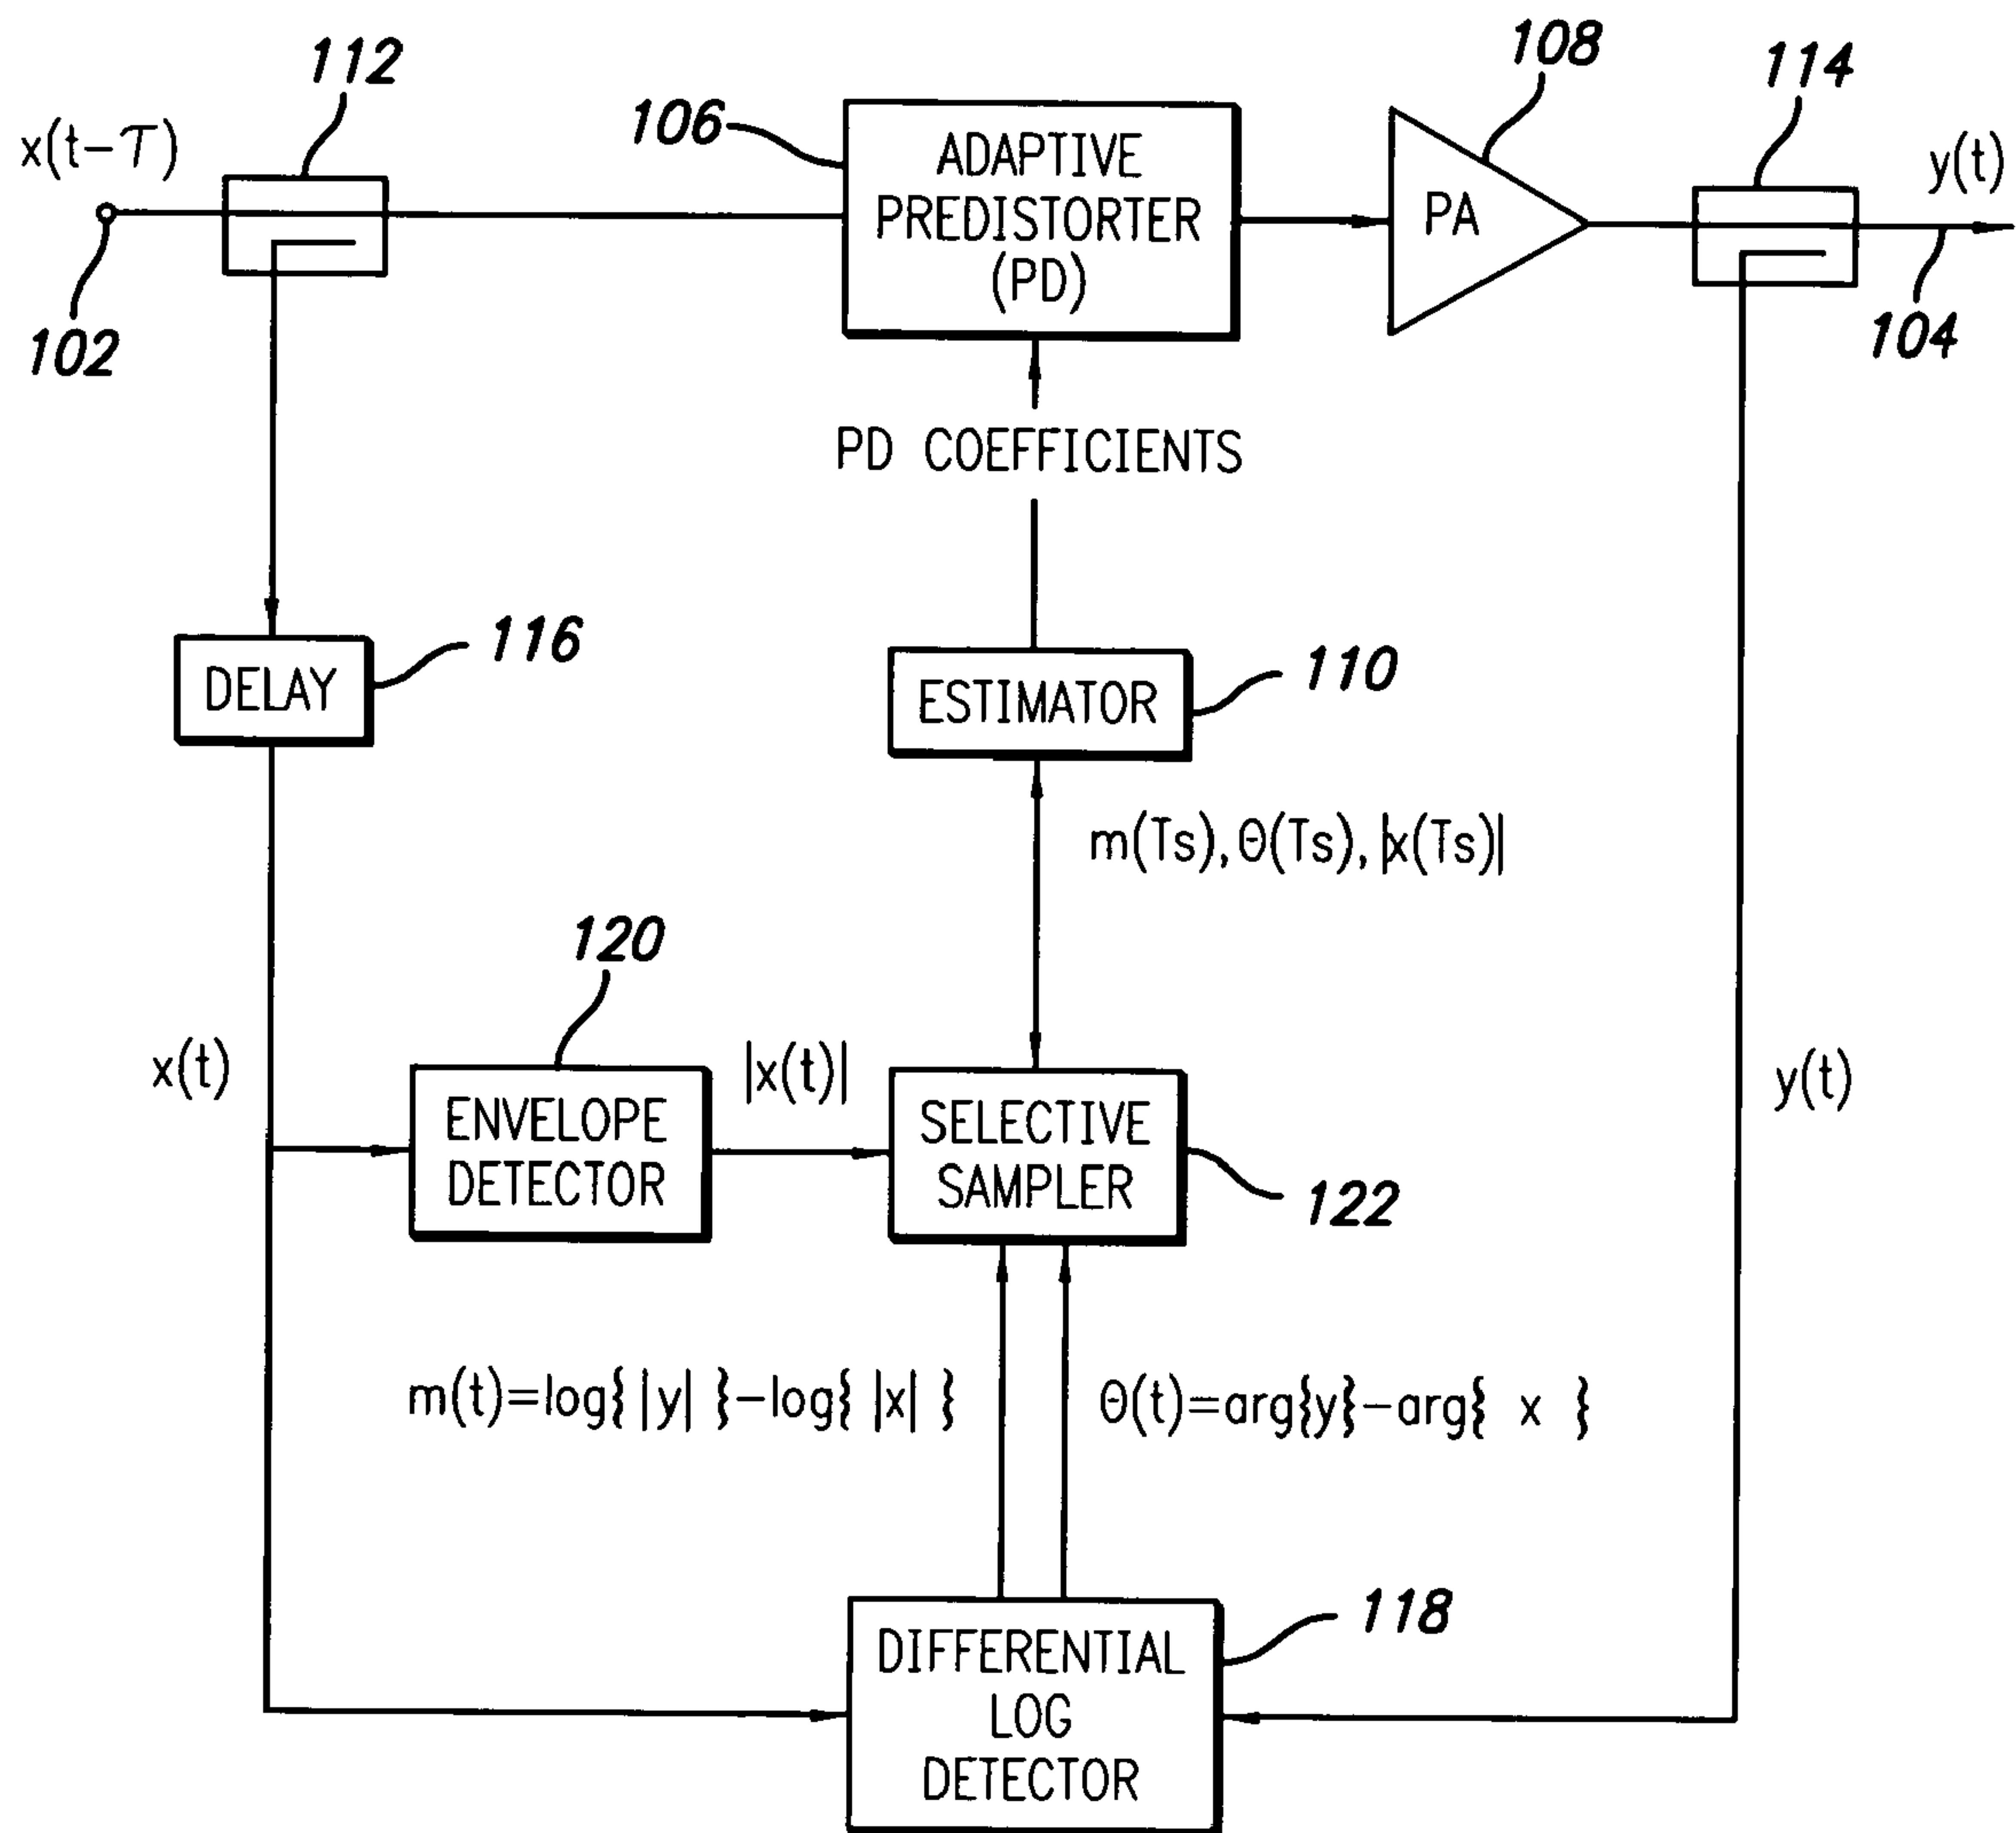 112
108
114
106
x(t-τ)
ADAPTIVE
PREDISTORTER
(PD)
PA
y(t)
102
104
PD COEFFICIENTS
116
DELAY
110
ESTIMATOR
m(Ts), θ(Ts), |x(Ts)|
120
x(t)
|x(t)|
y(t)
ENVELOPE
DETECTOR
SELECTIVE
SAMPLER
122
m(t)=log{ |y| }-log{ |x| }
θ(t)=arg{y}-arg{ x }
118
DIFFERENTIAL
LOG
DETECTOR